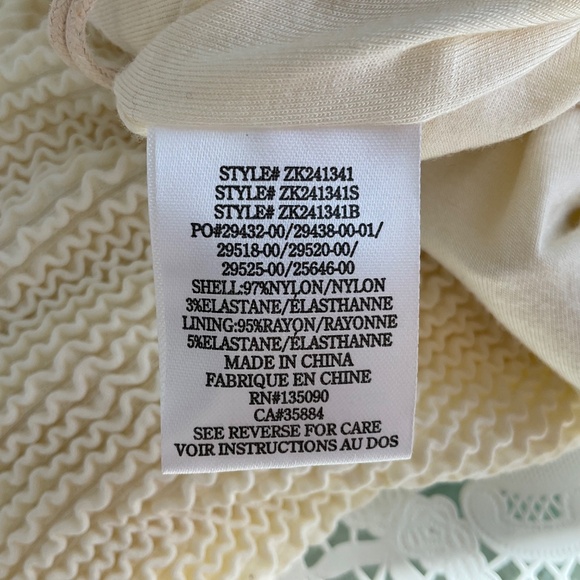 STYLE# ZK241341
STYLE# ZK241341S
STYLE# ZK241341B
PO#29432-00/29438-00-01/
29518-00/29520-00/
29525-00/25646-00
SHELL:97%NYLON/NYLON
3%ELASTANE/ÉLASTHANNE
LINING:95%RAYON/RAYONNE
5%ELASTANE/ÉLASTHANNE
MADE IN CHINA
FABRIQUE EN CHINE
RN#135090
CA#35884
SEE REVERSE FOR CARE
VOIR INSTRUCTIONS AU DOS